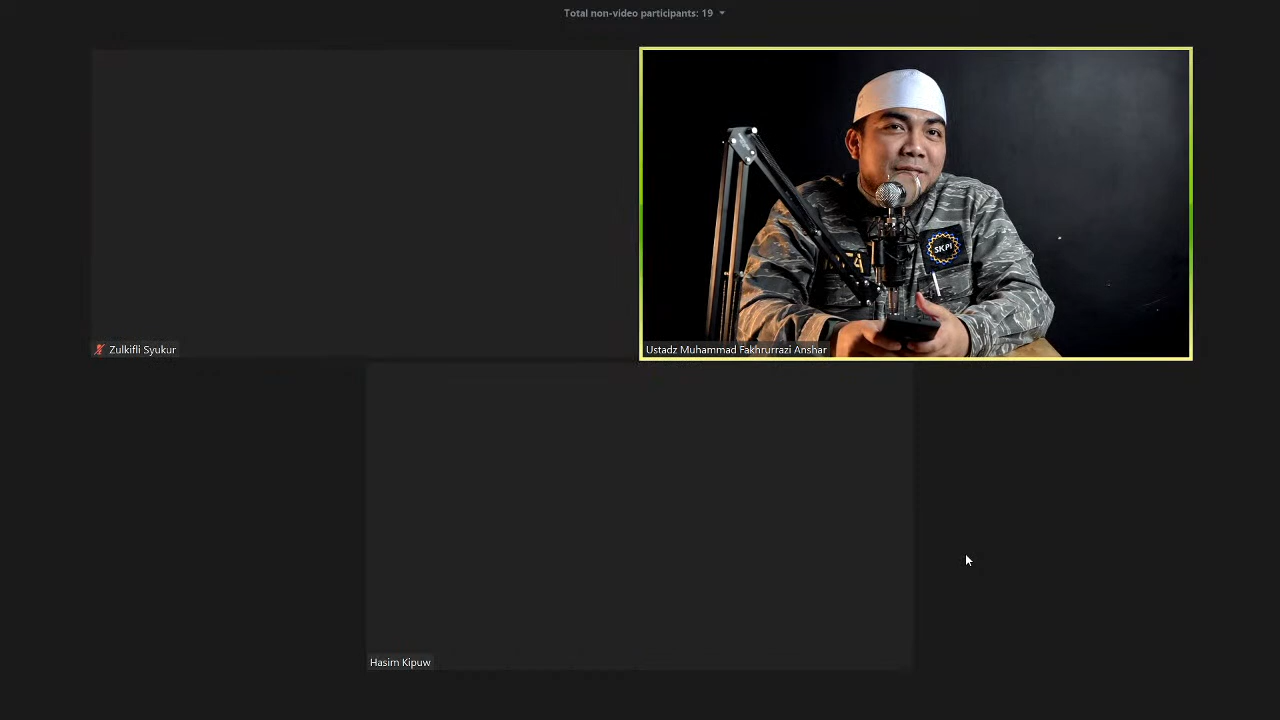 Total non-video participants: 19
Zulkifli Syukur
SKPI
Ustadz Muhammad Fakhrurrazi Anshar
Hasim Kipuw